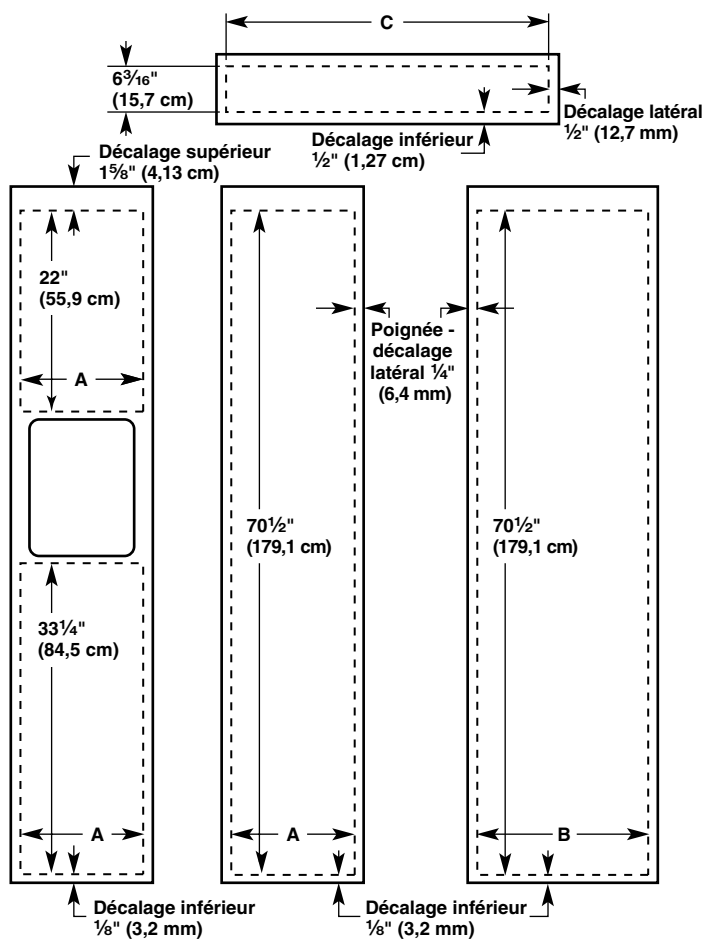 C
6 3/16"
(15,7 cm)
Décalage latéral
½" (12,7 mm)
Décalage inférieur
½" (1,27 cm)
Décalage supérieur
1⅝" (4,13 cm)
22"
(55,9 cm)
A
Poignée -
décalage
latéral ¼"
(6,4 mm)
70½"
(179,1 cm)
70½"
(179,1 cm)
33¼"
(84,5 cm)
A
A
B
Décalage inférieur
⅛" (3,2 mm)
Décalage inférieur
⅛" (3,2 mm)